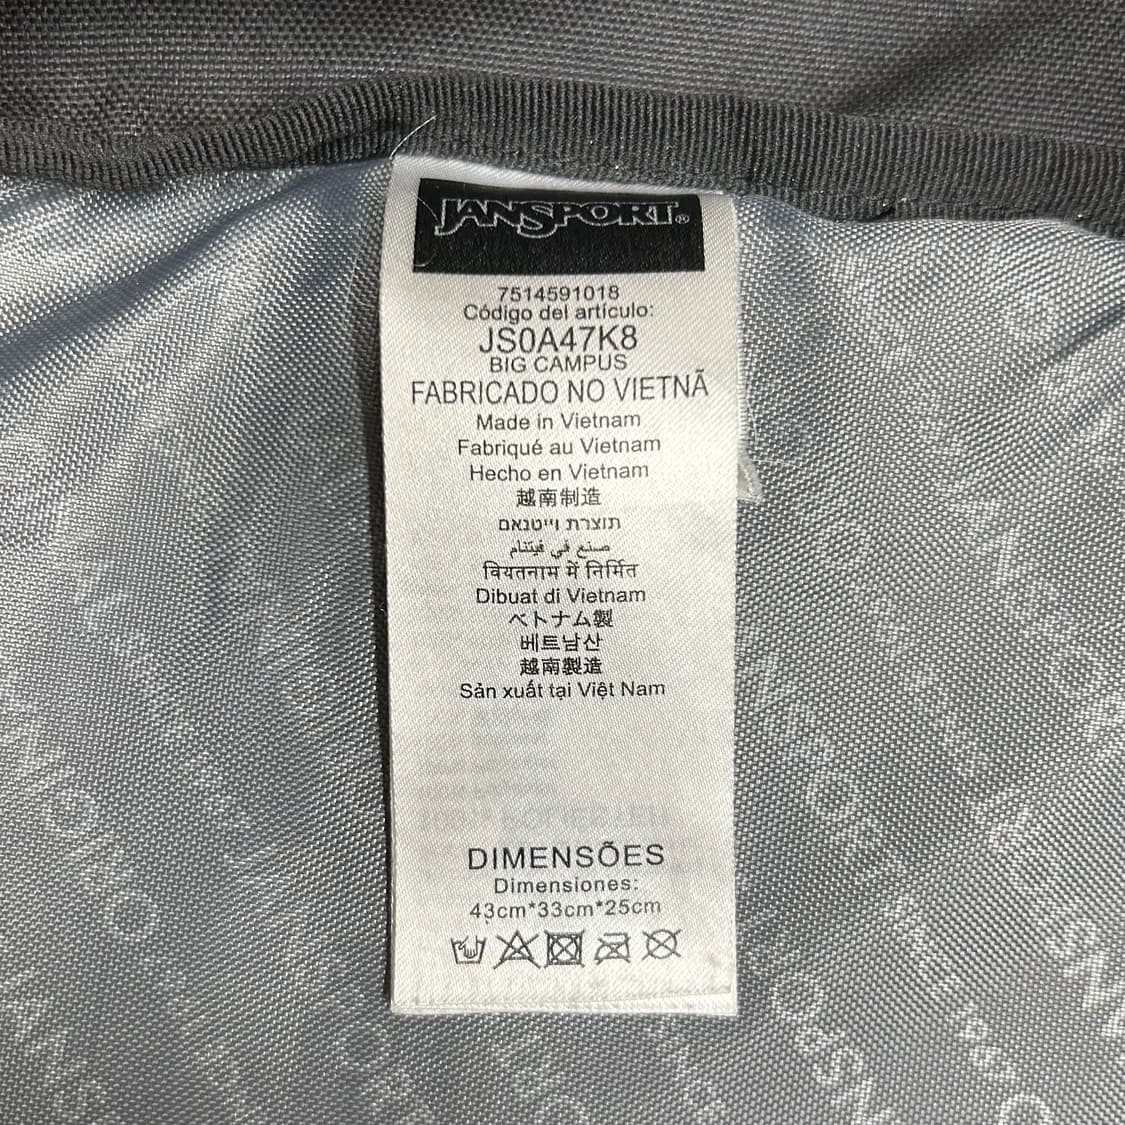 JANSPORT®
7514591018
Código del artículo:
JS0A47K8
BIG CAMPUS
FABRICADO NO VIETNÃ
Made in Vietnam
Fabriqué au Vietnam
Hecho en Vietnam
越南制造
תוצרת וייטנאם
صنع في فيتنام
वियतनाम में निर्मित
Dibuat di Vietnam
ベトナム製
베트남산
越南製造
Sản xuất tại Việt Nam
DIMENSÕES
Dimensiones:
43cm*33cm*25cm